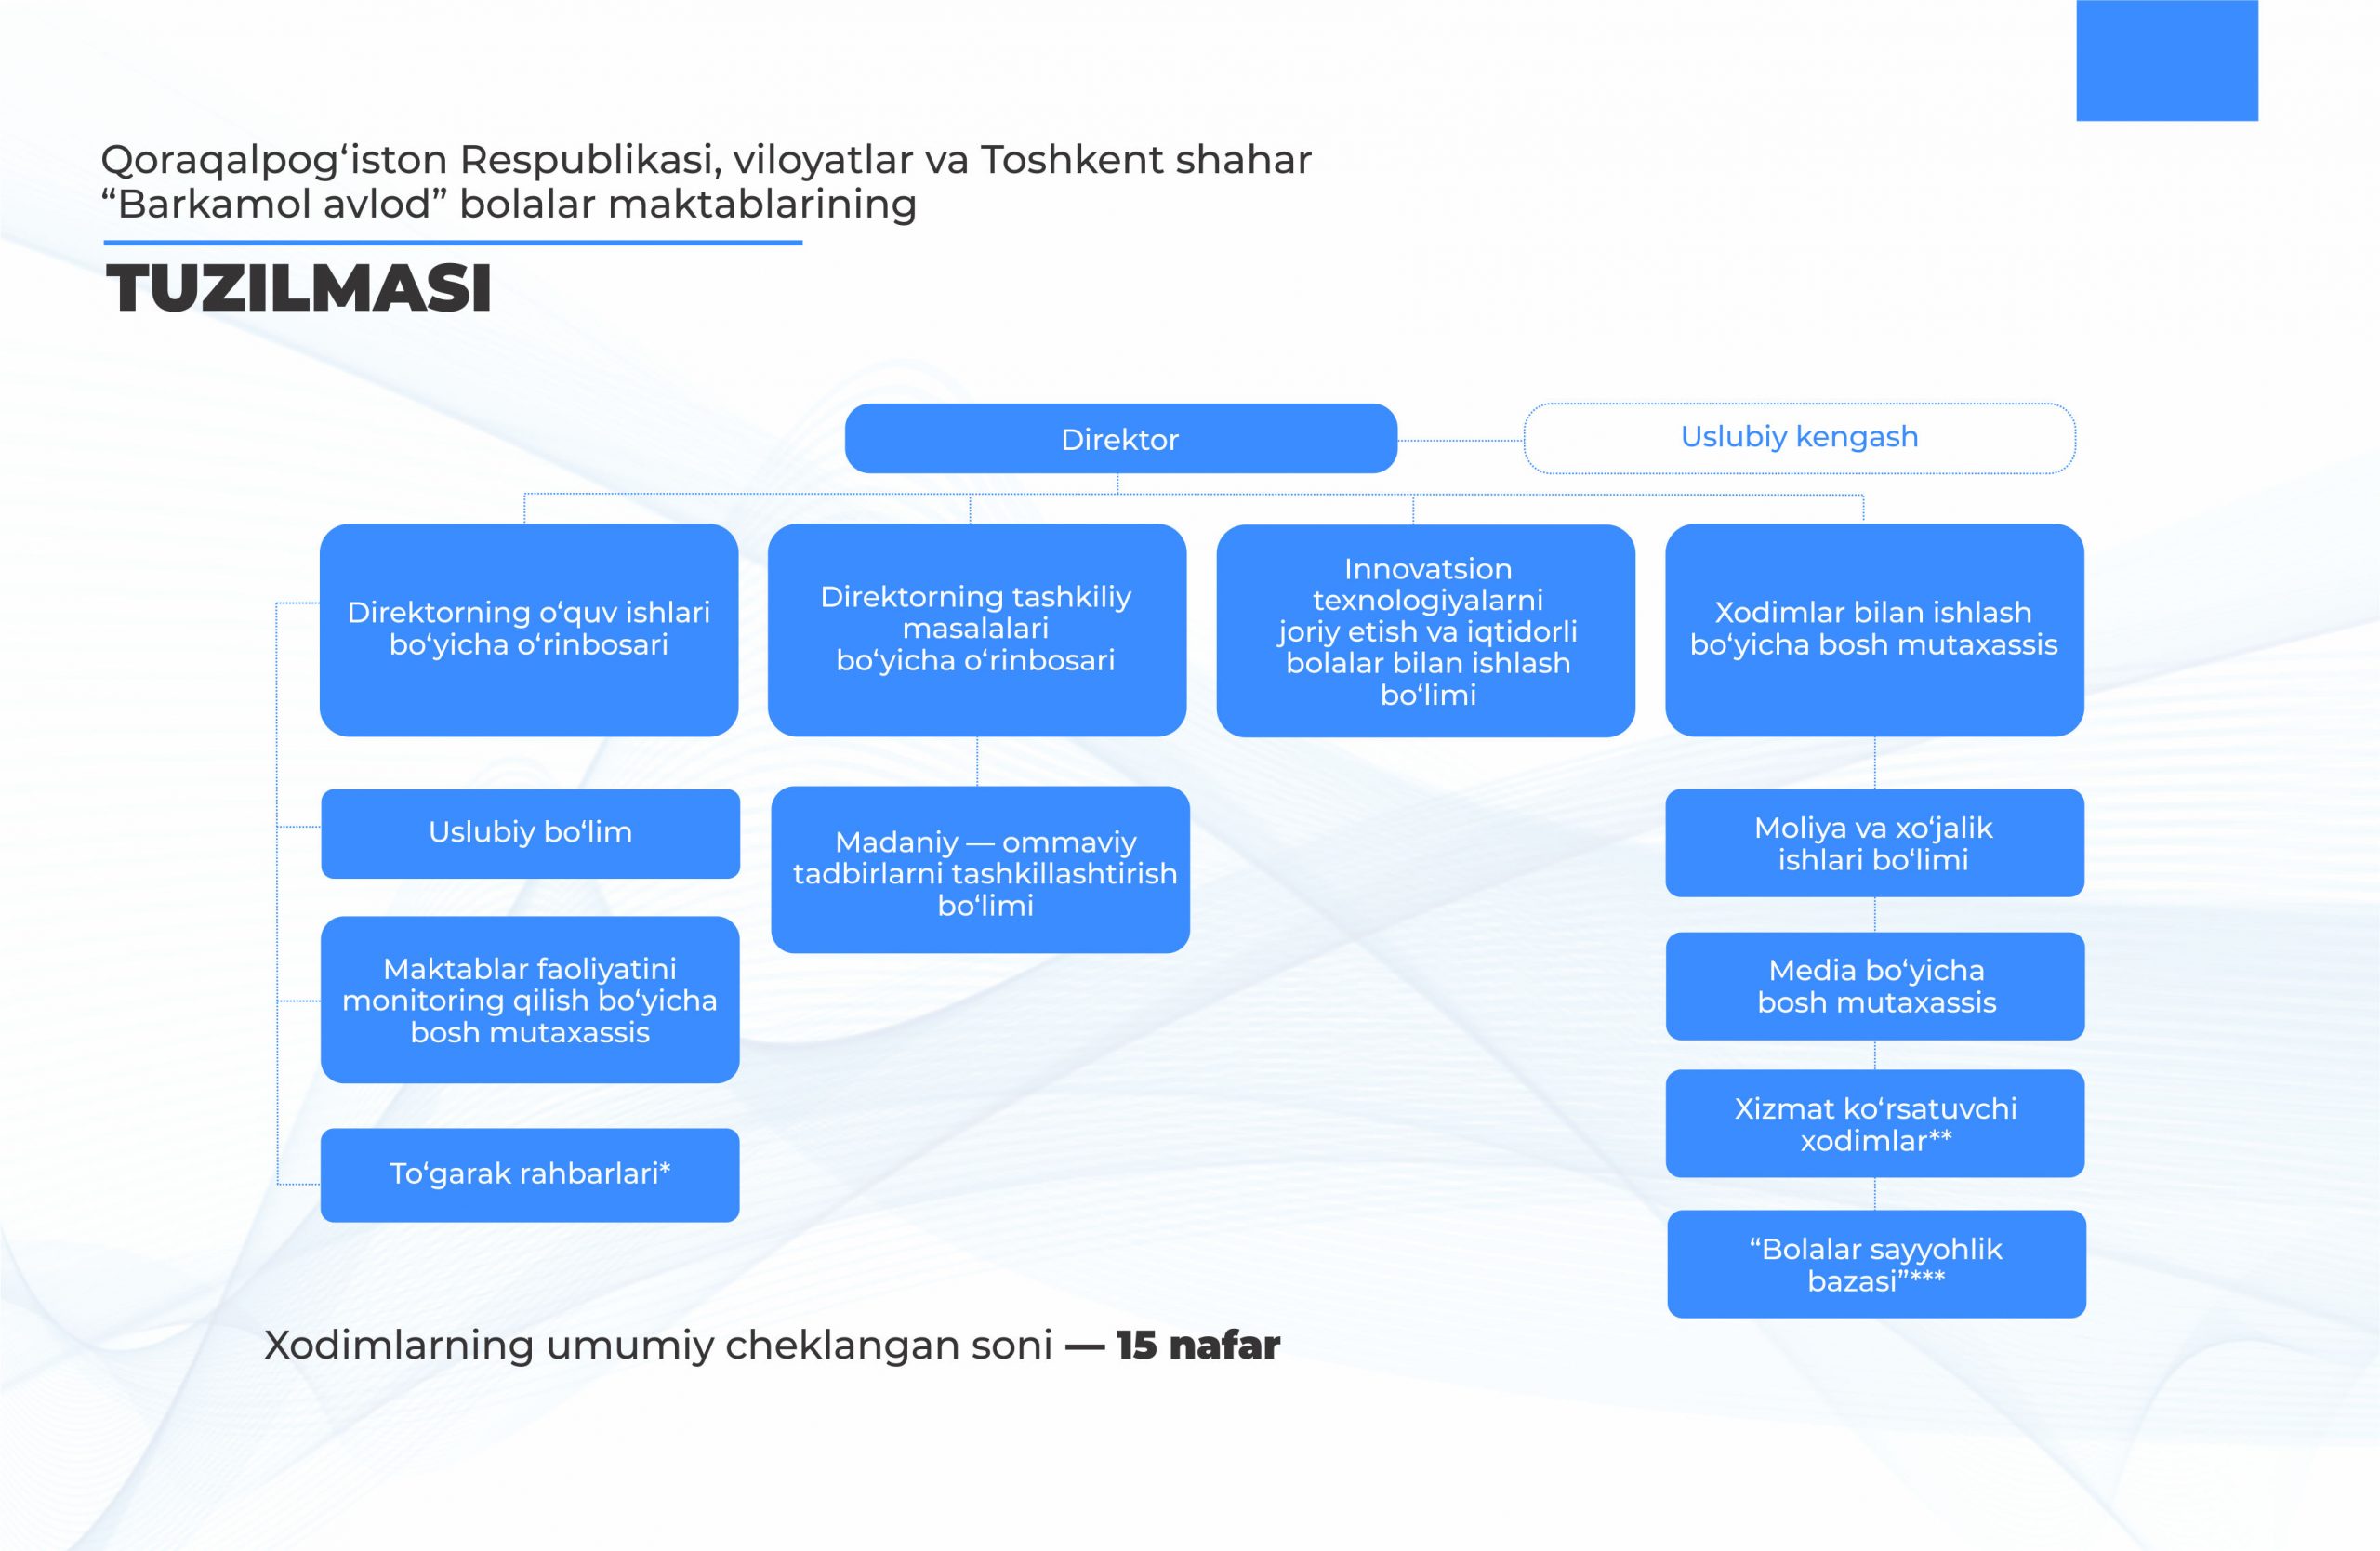 Qoraqalpog‘iston Respublikasi, viloyatlar va Toshkent shahar
“Barkamol avlod” bolalar maktablarining
TUZILMASI
Direktor
Uslubiy kengash
Direktorning o‘quv ishlari
bo‘yicha o‘rinbosari
Direktorning tashkiliy
masalalari
bo‘yicha o‘rinbosari
Innovatsion
texnologiyalarni
joriy etish va iqtidorli
bolalar bilan ishlash
bo‘limi
Xodimlar bilan ishlash
bo‘yicha bosh mutaxassis
Uslubiy bo‘lim
Maktablar faoliyatini
monitoring qilish bo‘yicha
bosh mutaxassis
To‘garak rahbarlari*
Madaniy — ommaviy
tadbirlarni tashkillashtirish
bo‘limi
Moliya va xo‘jalik
ishlari bo‘limi
Media bo‘yicha
bosh mutaxassis
Xizmat ko‘rsatuvchi
xodimlar**
“Bolalar sayyohlik
bazasi”***
Xodimlarning umumiy cheklangan soni — 15 nafar